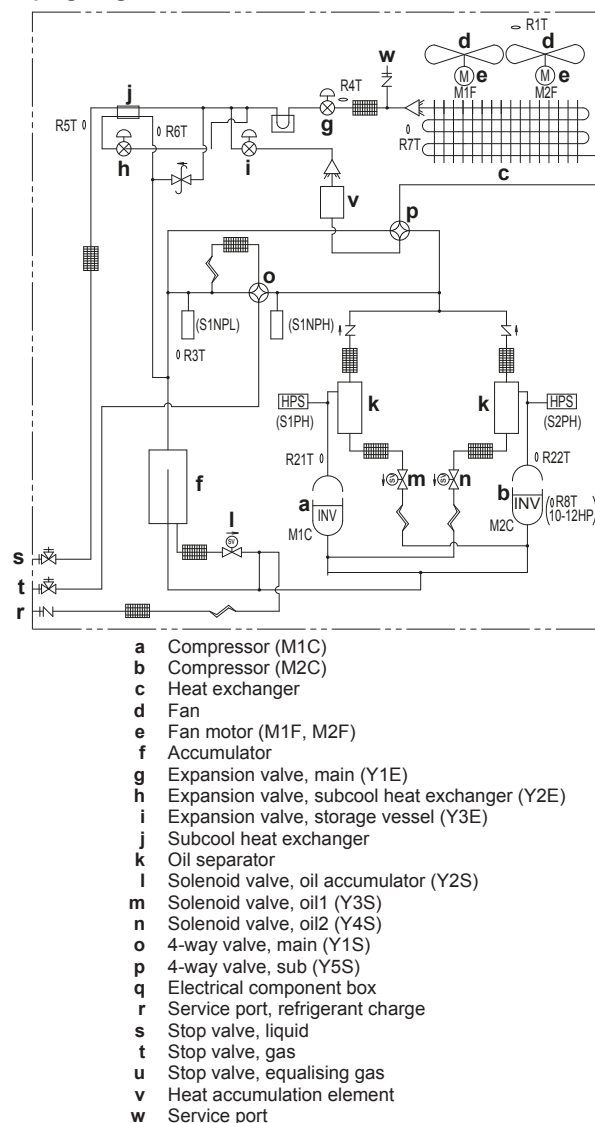 R1T
w
d
d
j
R4T
M
e
M
e
M1F
M2F
g
R5T
R6T
R7T
h
i
c
v
p
o
(S1NPL)
(S1NPH)
R3T
HPS
k
k
HPS
(S1PH)
(S2PH)
R21T
R22T
f
a
m
n
b
SV
SV
INV
INV
R8T
(10-12HP)
l
M1C
M2C
SV
s
t
r
a Compressor (M1C)
b Compressor (M2C)
c Heat exchanger
d Fan
e Fan motor (M1F, M2F)
f Accumulator
g Expansion valve, main (Y1E)
h Expansion valve, subcool heat exchanger (Y2E)
i Expansion valve, storage vessel (Y3E)
j Subcool heat exchanger
k Oil separator
l Solenoid valve, oil accumulator (Y2S)
m Solenoid valve, oil1 (Y3S)
n Solenoid valve, oil2 (Y4S)
o 4-way valve, main (Y1S)
p 4-way valve, sub (Y5S)
q Electrical component box
r Service port, refrigerant charge
s Stop valve, liquid
t Stop valve, gas
u Stop valve, equalising gas
v Heat accumulation element
w Service port